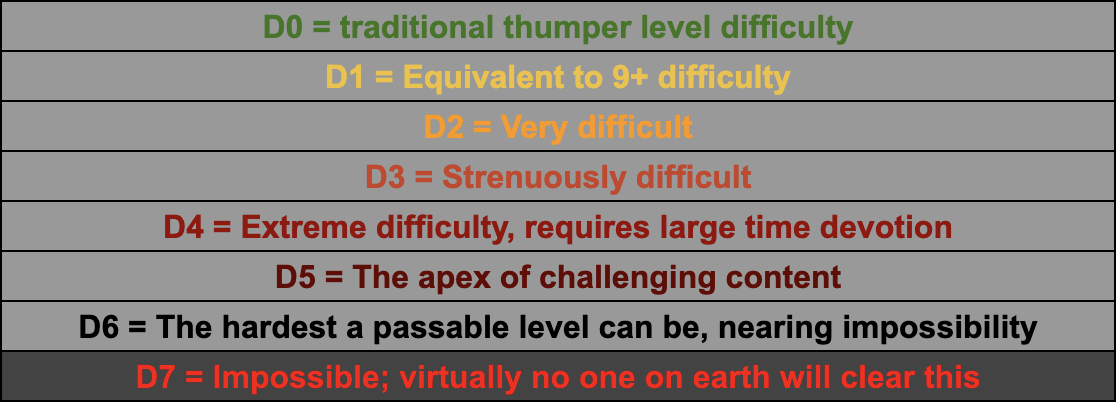 D0 = traditional thumper level difficulty
D1 = Equivalent to 9+ difficulty
D2 = Very difficult
D3 = Strenuously difficult
D4 = Extreme difficulty, requires large time devotion
D5 = The apex of challenging content
D6 = The hardest a passable level can be, nearing impossibility
D7 = Impossible; virtually no one on earth will clear this